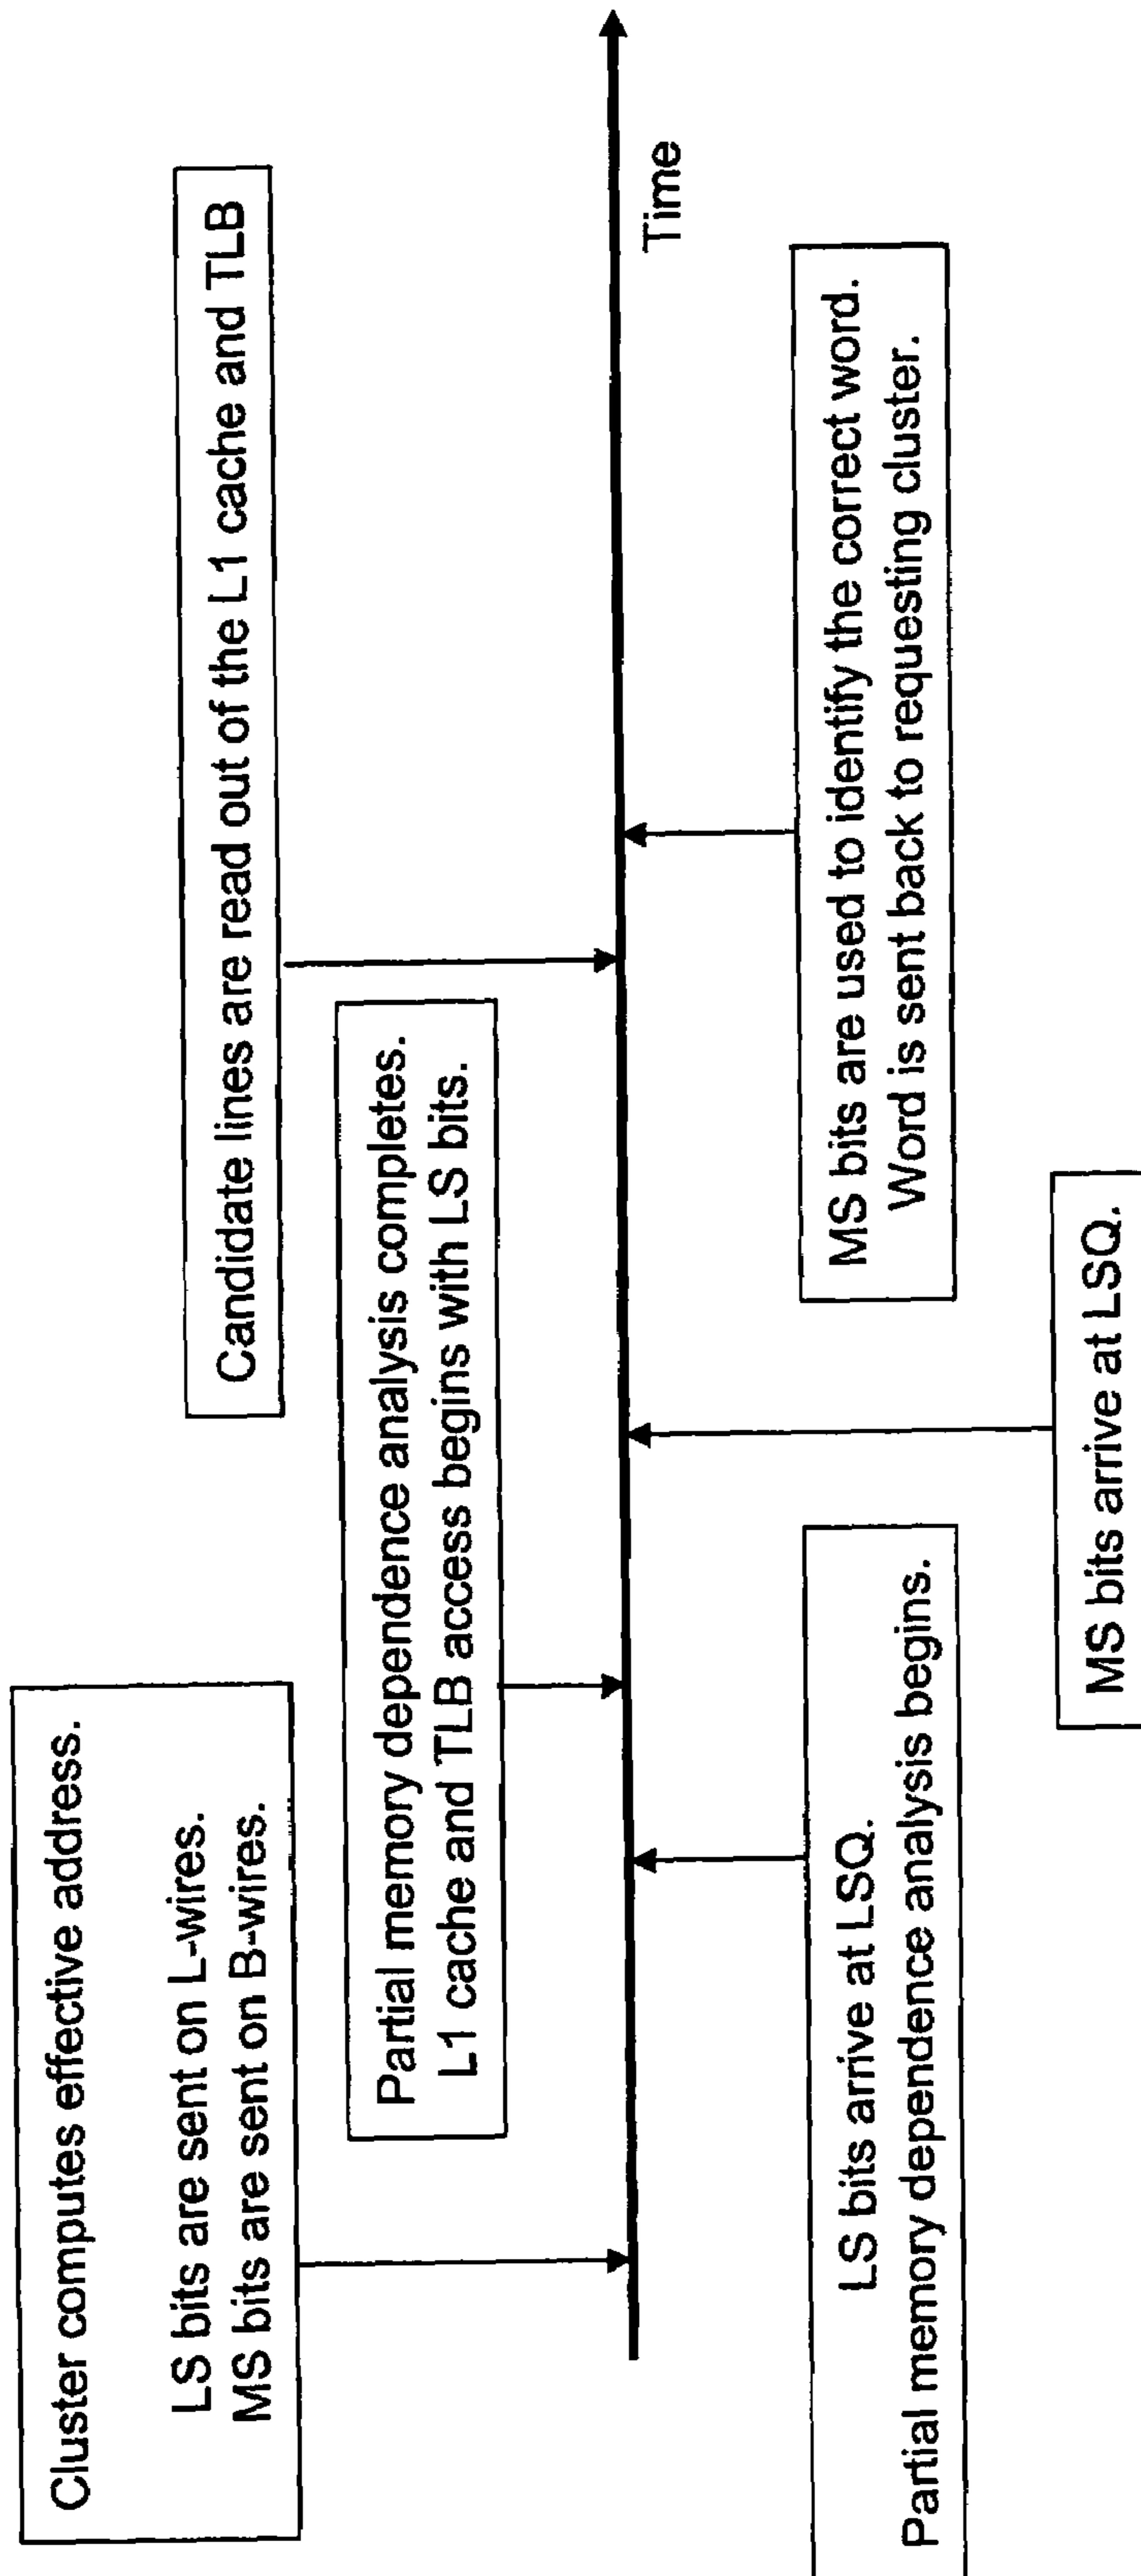 Cluster computes effective address.
LS bits are sent on L-wires.
MS bits are sent on B-wires.
Partial memory dependence analysis completes.
L1 cache and TLB access begins with LS bits.
Candidate lines are read out of the L1 cache and TLB
Time
LS bits arrive at LSQ.
Partial memory dependence analysis begins.
MS bits are used to identify the correct word.
Word is sent back to requesting cluster.
MS bits arrive at LSQ.